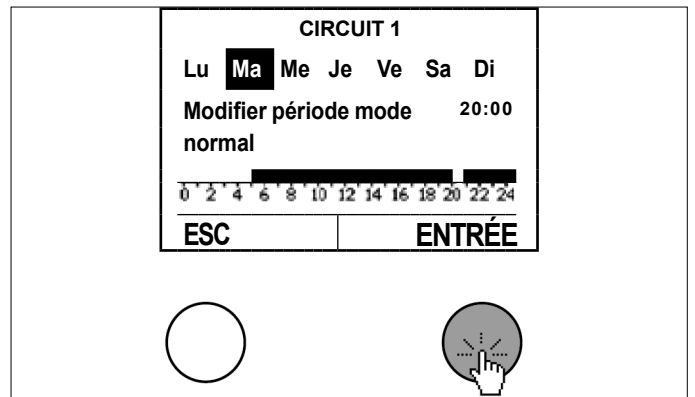 CIRCUIT 1
Lu Ma Me Je Ve Sa Di
Modifier période mode 20:00
normal
0 2 4 6 8 10 12 14 16 18 20 22 24
ESC ENTRÉE